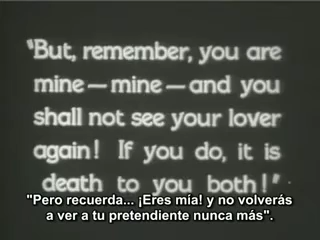 "But, remember, you are
mine—mine—and you
shall not see your lover
again! If you do, it is
death to you both!"
"Pero recuerda... ¡Eres mía! y no volverás
a ver a tu pretendiente nunca más".